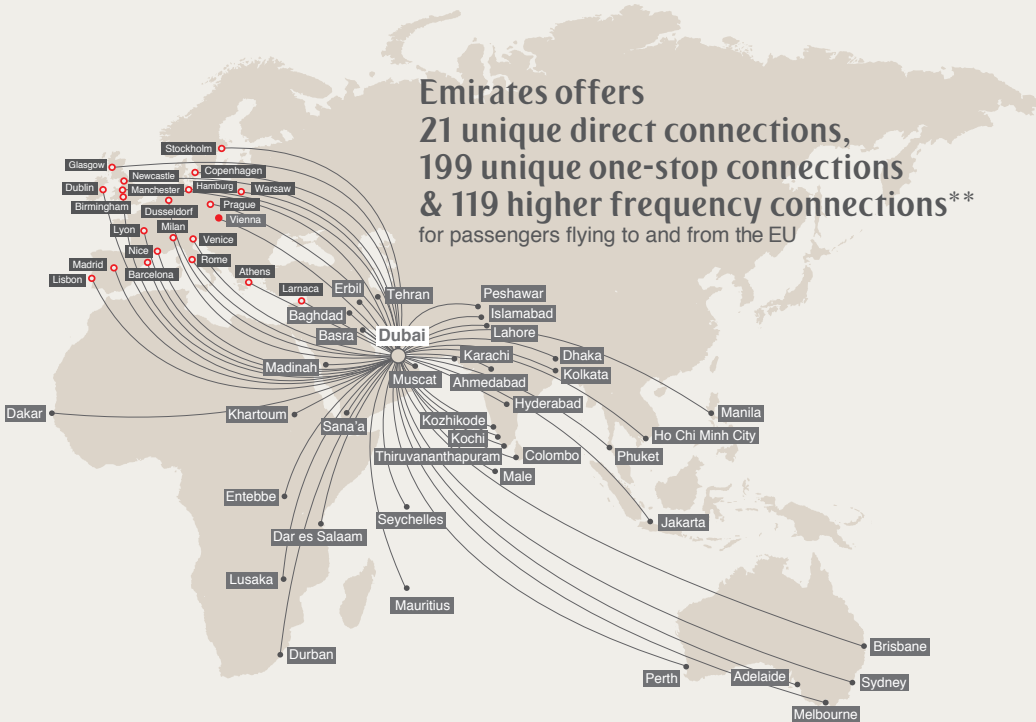 Emirates offers
21 unique direct connections,
199 unique one-stop connections
& 119 higher frequency connections**
for passengers flying to and from the EU
Stockholm
Glasgow
Copenhagen
Newcastle
Dublin
Manchester
Hamburg
Warsaw
Birmingham
Dusseldorf
Prague
Vienna
Lyon
Milan
Venice
Nice
Rome
Madrid
Barcelona
Athens
Lisbon
Larnaca
Erbil
Tehran
Peshawar
Baghdad
Islamabad
Basra
Dubai
Lahore
Madinah
Karachi
Dhaka
Muscat
Ahmedabad
Kolkata
Dakar
Khartoum
Sana'a
Hyderabad
Manila
Kozhikode
Kochi
Ho Chi Minh City
Thiruvananthapuram
Colombo
Phuket
Male
Entebbe
Seychelles
Jakarta
Dar es Salaam
Lusaka
Mauritius
Durban
Brisbane
Perth
Adelaide
Sydney
Melbourne